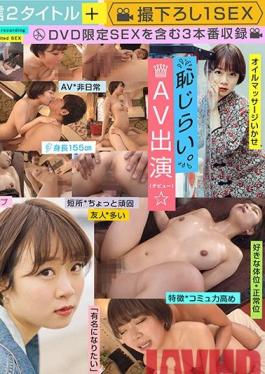 信2タイトル+
撮下ろし1SEX
recording
ited SEX
DVD限定SEXを含む3本番収録
AV*非日常
恥じらい。
オイルマッサージいかせ
AV出演
(デビュー)
身長155cm
短所*ちょっと頑固
友人*多い
プ
好きな体位*正常位
「有名になりたい」
特徴*コミュ力高め